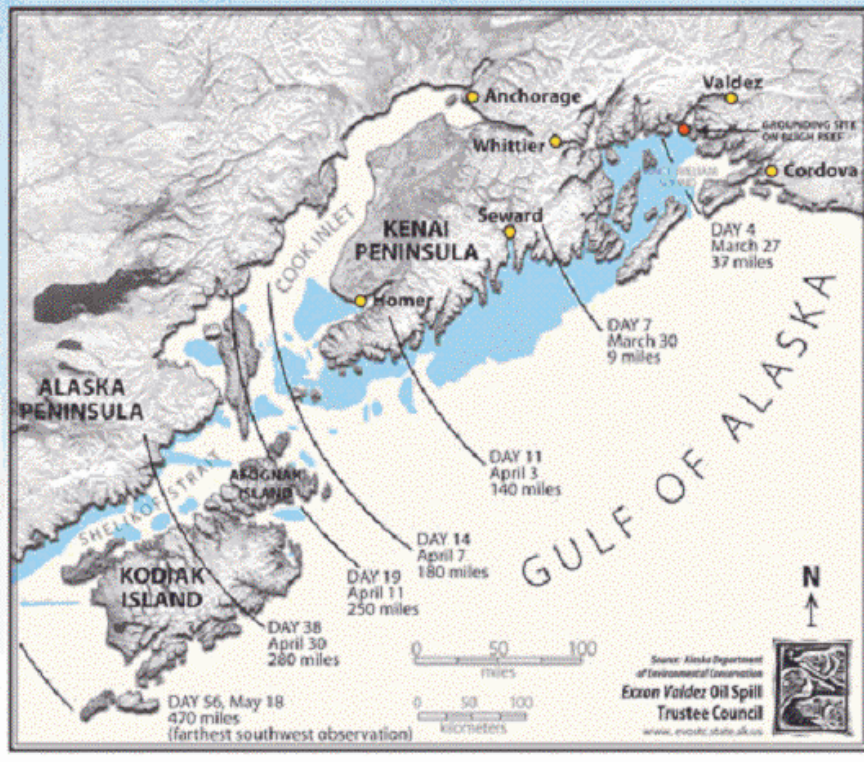 Valdez
Anchorage
GROUNDING SITE
ON BLIGH REEF
Whittier
Cordova
COOK INLET
Seward
KENAI
PENINSULA
DAY 4
March 27
37 miles
Homer
DAY 7
March 30
9 miles
ALASKA
PENINSULA
GULF OF ALASKA
DAY 11
April 3
140 miles
SHELIKOF STRAIT
AFOGNAK
ISLAND
DAY 14
April 7
180 miles
KODIAK
ISLAND
DAY 19
April 11
250 miles
N
DAY 38
April 30
280 miles
0 50 100
miles
Source: Alaska Department
of Environmental Conservation
Exxon Valdez Oil Spill
Trustee Council
www.evostc.state.ak.us
DAY 56, May 18
470 miles
(farthest southwest observation)
0 50 100
kilometers